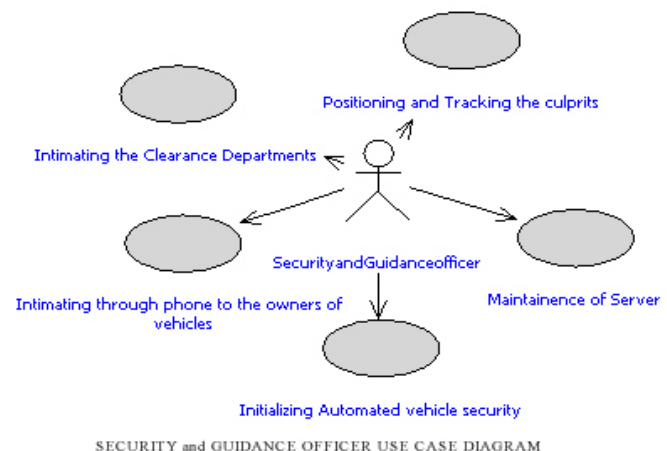 Positioning and Tracking the culprits
Intimating the Clearance Departments
SecurityandGuidanceofficer
Intimating through phone to the owners of
vehicles
Maintainence of Server
Initializing Automated vehicle security
SECURITY and GUIDANCE OFFICER USE CASE DIAGRAM